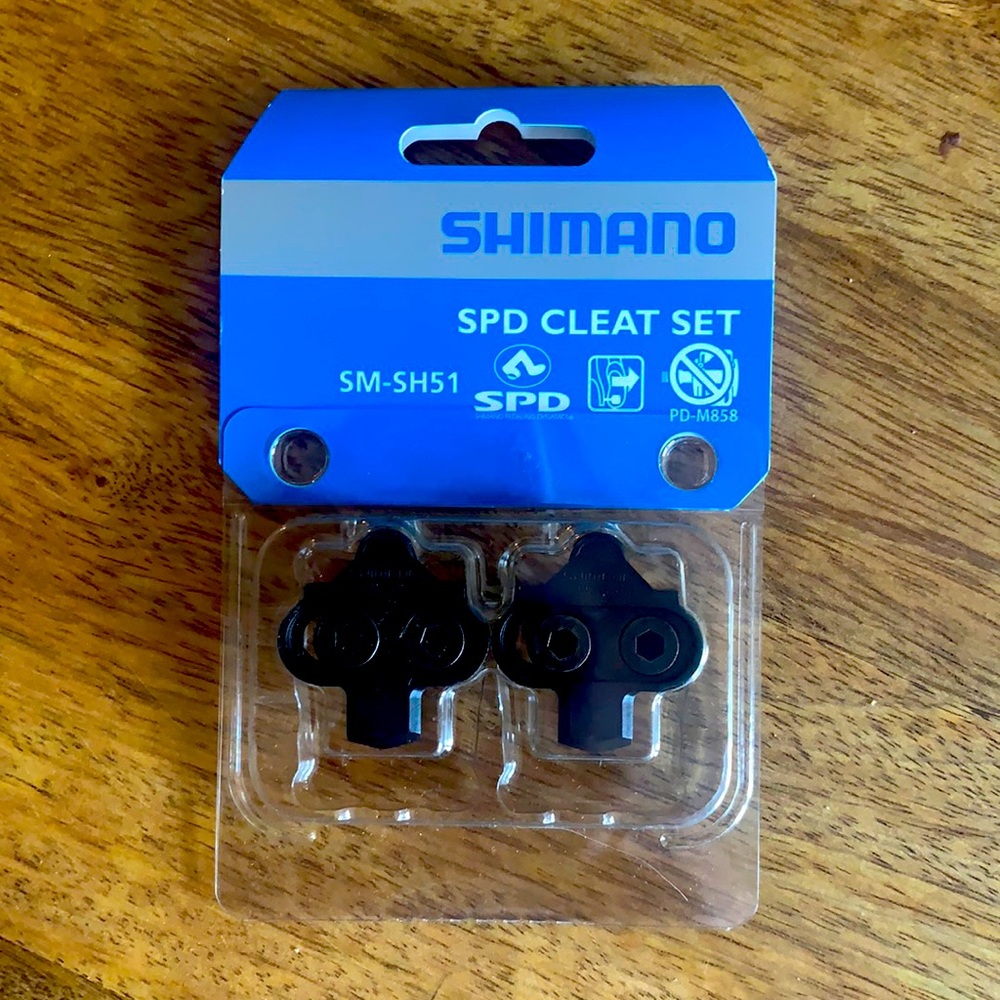 SHIMANO
SPD CLEAT SET
SM-SH51
SPD
PD-M858